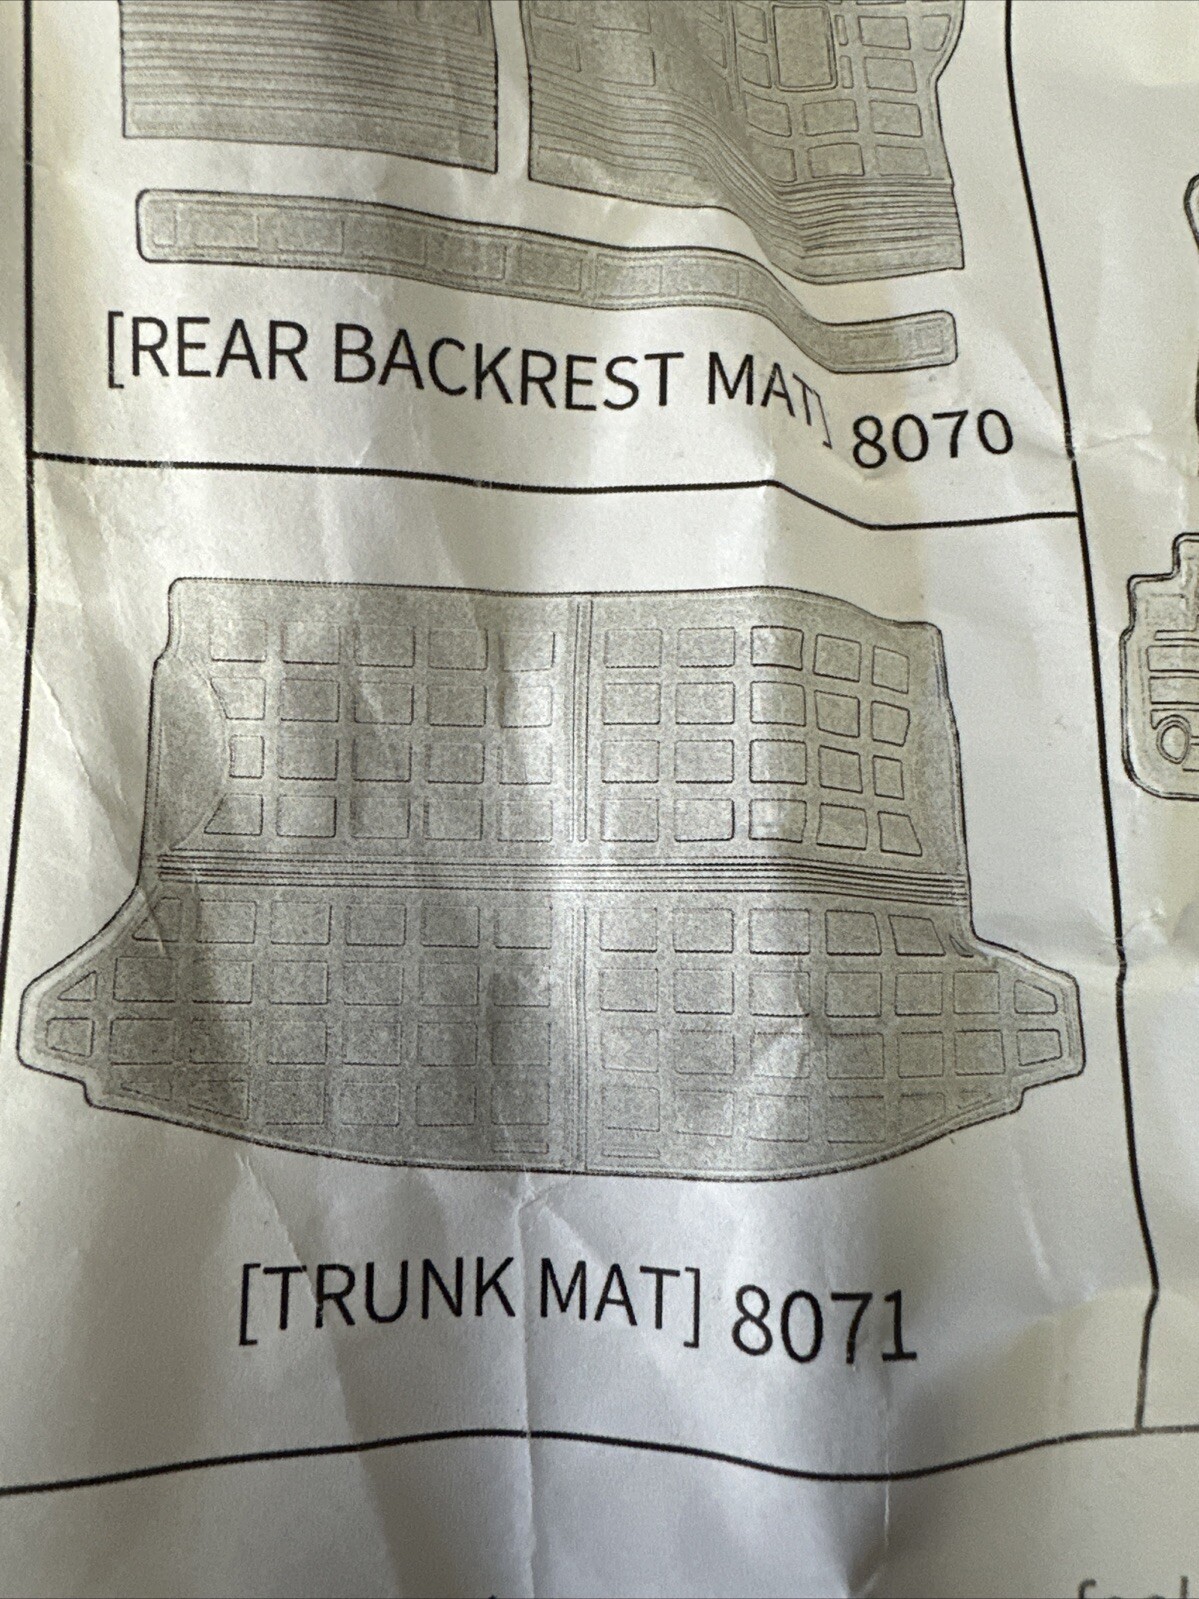 [REAR BACKREST MAT] 8070
[TRUNK MAT] 8071